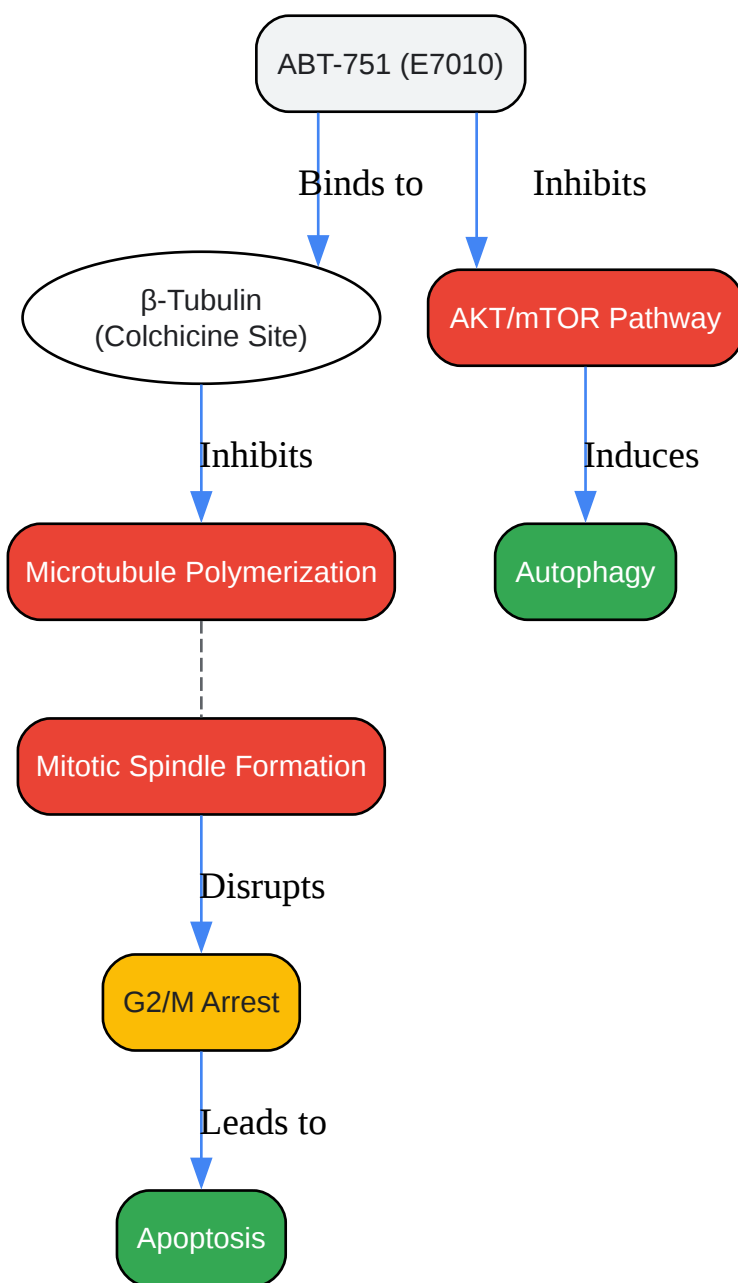 ABT-751 (E7010)
Binds to
Inhibits
β-Tubulin
(Colchicine Site)
AKT/mTOR Pathway
Inhibits
Induces
Microtubule Polymerization
Autophagy
Mitotic Spindle Formation
Disrupts
G2/M Arrest
Leads to
Apoptosis